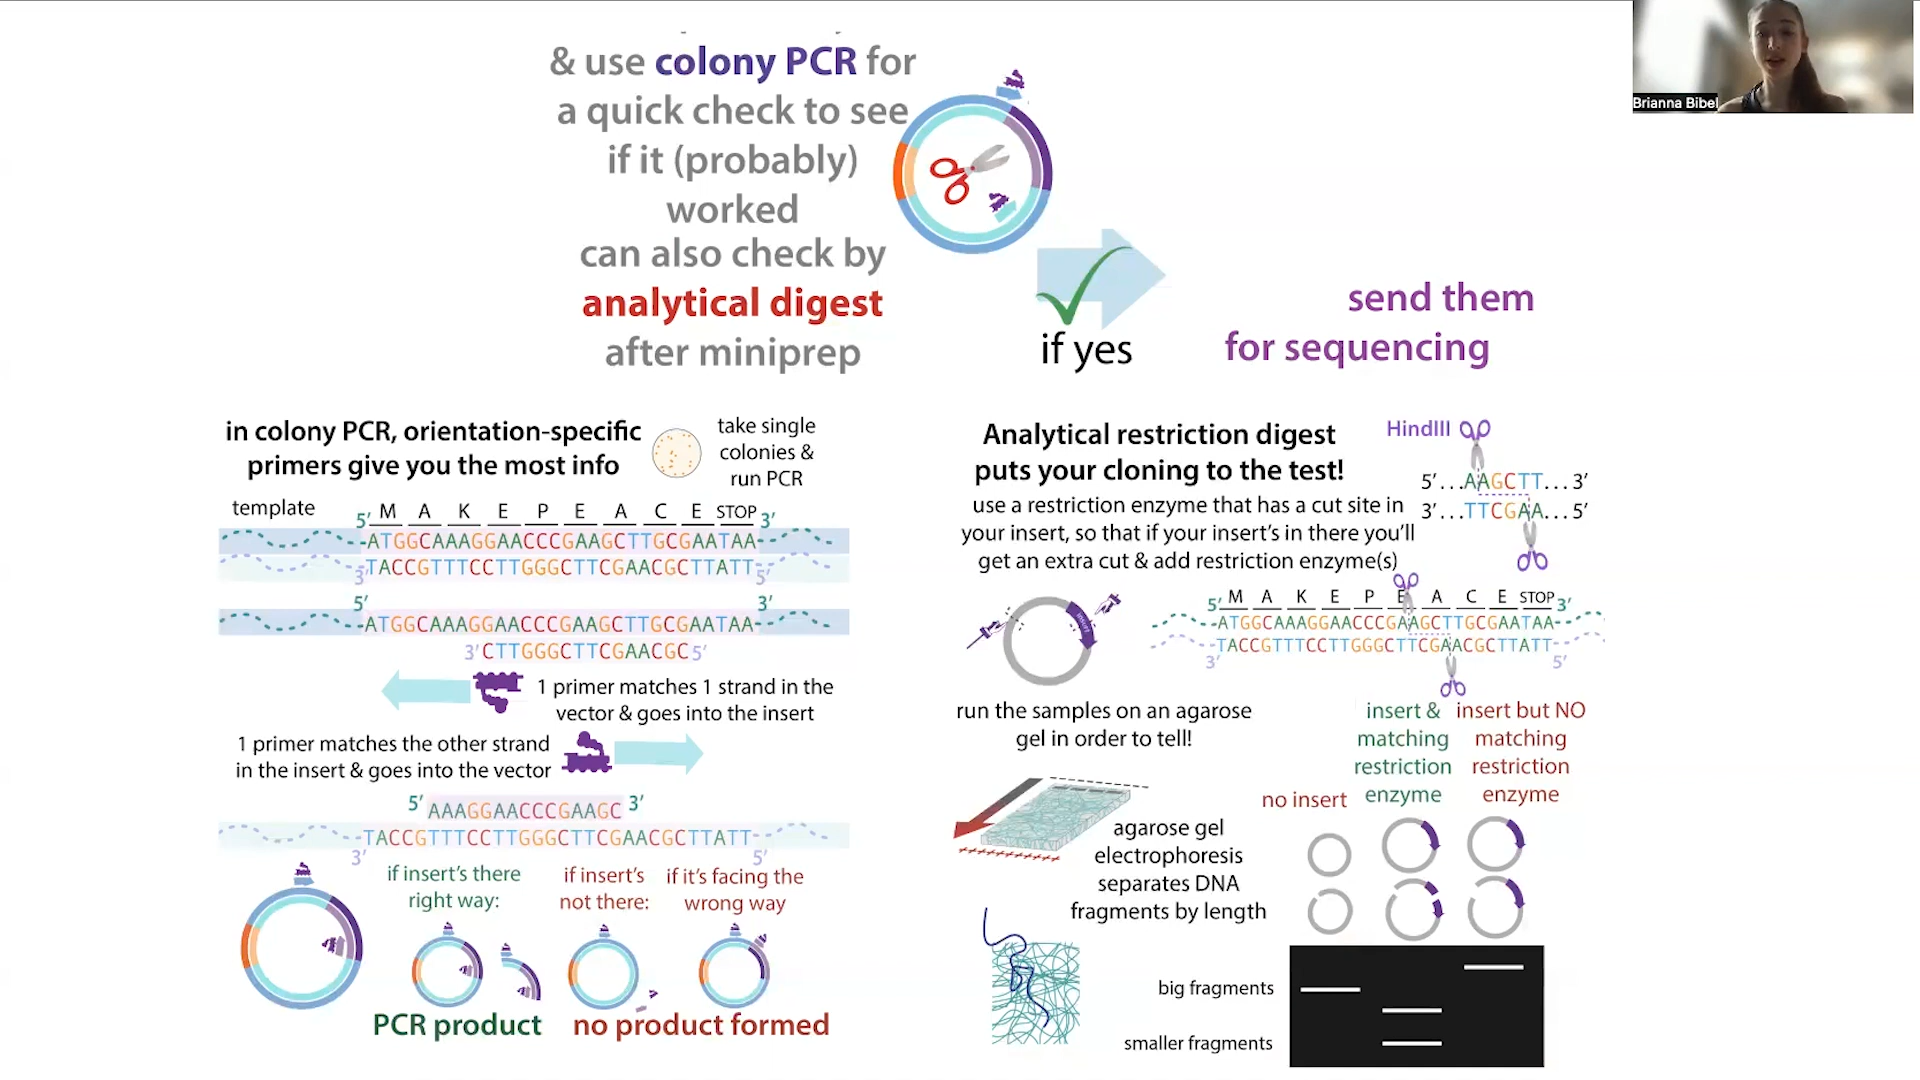 & use colony PCR for
a quick check to see
if it (probably)
worked
can also check by
analytical digest
after miniprep
if yes
send them
for sequencing
Brianna Bibel
in colony PCR, orientation-specific
primers give you the most info
take single
colonies &
run PCR
template
5' M A K E P E A C E STOP 3'
ATGGCAAAGGAACCCGAAGCTTGCGAATAA
3' TACCGTTTCCTTGGGCTTCGAACGCTTATT 5'
5' 3'
ATGGCAAAGGAACCCGAAGCTTGCGAATAA
3' CTTGGGCTTCGAACGC 5'
1 primer matches 1 strand in the
vector & goes into the insert
1 primer matches the other strand
in the insert & goes into the vector
5' AAAGGAACCCGAAGC 3'
TACCGTTTCCTTGGGCTTCGAACGCTTATT
3' 5'
if insert's there
right way:
if insert's
not there:
if it's facing the
wrong way
PCR product
no product formed
Analytical restriction digest
puts your cloning to the test!
use a restriction enzyme that has a cut site in
your insert, so that if your insert's in there you'll
get an extra cut & add restriction enzyme(s)
HindIII
5'...AAGCTT...3'
3'...TTCGAA...5'
insert
5' M A K E P E A C E STOP 3'
ATGGCAAAGGAACCCGAAGCTTGCGAATAA
TACCGTTTCCTTGGGCTTCGAACGCTTATT
3' 5'
run the samples on an agarose
gel in order to tell!
agarose gel
electrophoresis
separates DNA
fragments by length
no insert
insert &
matching
restriction
enzyme
insert but NO
matching
restriction
enzyme
big fragments
smaller fragments